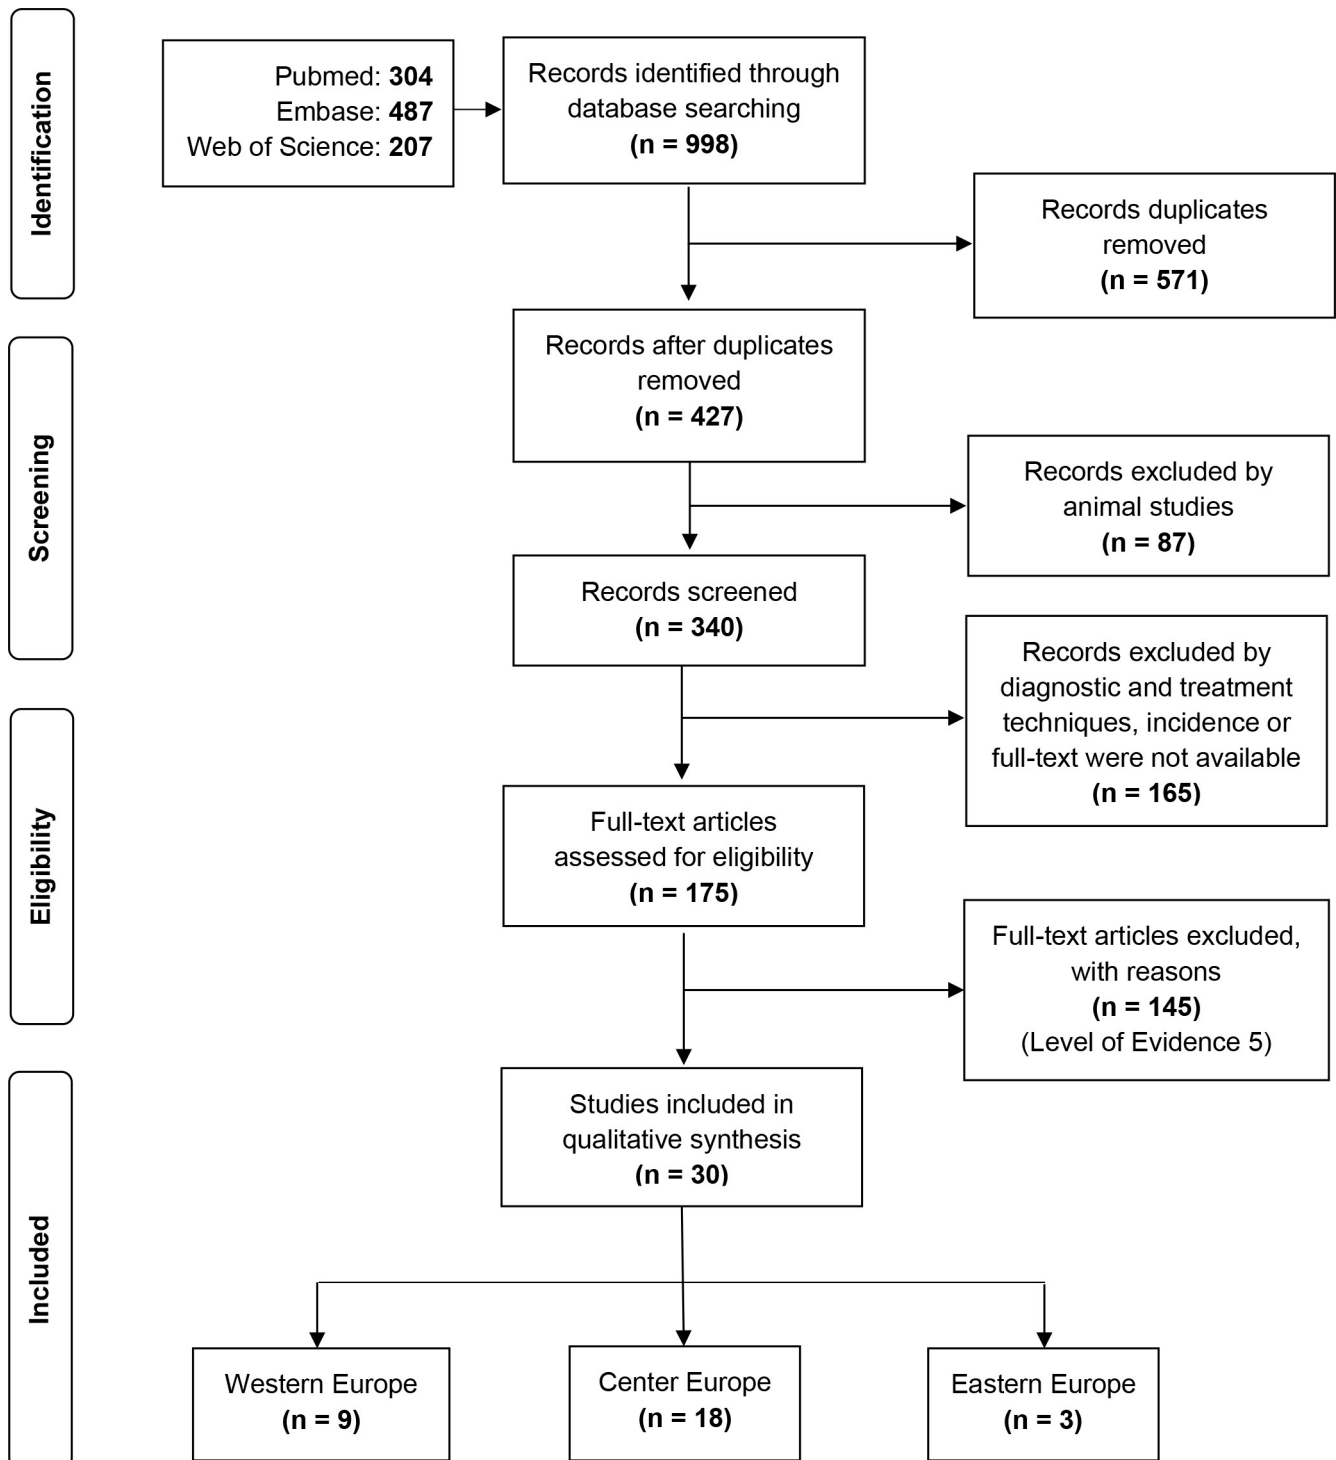 Identification
Pubmed: 304
Embase: 487
Web of Science: 207
Records identified through
database searching
(n = 998)
Records duplicates
removed
(n = 571)
Screening
Records after duplicates
removed
(n = 427)
Records excluded by
animal studies
(n = 87)
Records screened
(n = 340)
Records excluded by
diagnostic and treatment
techniques, incidence or
full-text were not available
(n = 165)
Eligibility
Full-text articles
assessed for eligibility
(n = 175)
Full-text articles excluded,
with reasons
(n = 145)
(Level of Evidence 5)
Included
Studies included in
qualitative synthesis
(n = 30)
Western Europe
(n = 9)
Center Europe
(n = 18)
Eastern Europe
(n = 3)